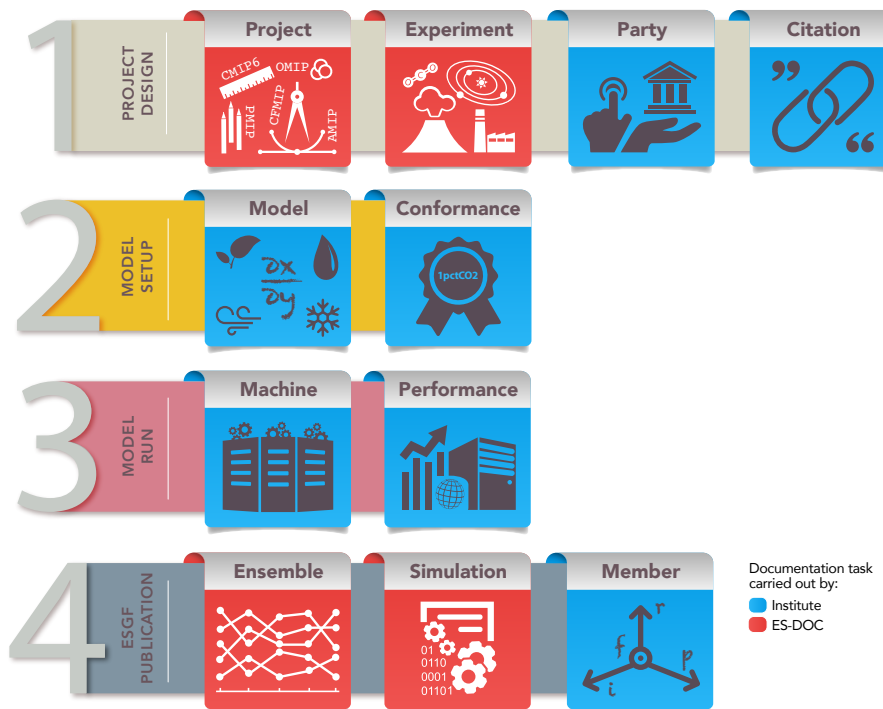 1
PROJECT
DESIGN
Project
CMIP6
OMIP
PMIP
CFMIP
AMIP
Experiment
O C O
Party
Citation
”
“
2
MODEL
SETUP
Model
∂x
∂y
Conformance
1pctCO2
3
MODEL
RUN
Machine
Performance
4
ESGF
PUBLICATION
Ensemble
Simulation
01
0110
0001
01101
Member
r
f
p
i
Documentation task
carried out by:
Institute
ES-DOC